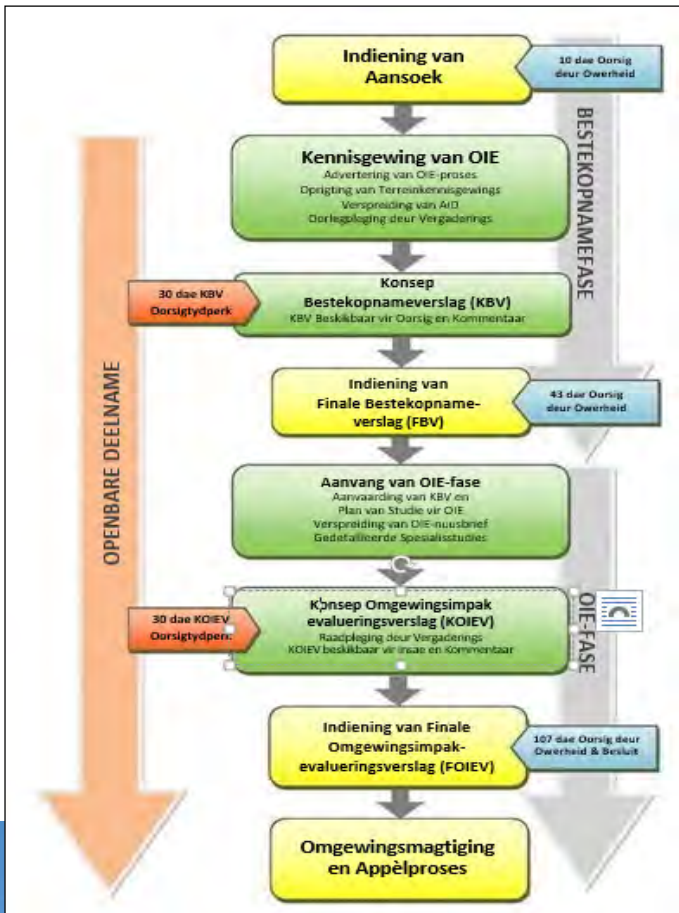 Indiening van
Aansoek
10 dae Oorsig
deur Owerheid
BESTEKOPNAMEFASE
Kennisgewing van OIE
Advertering van OIE-proses
Oprigting van Terreinkennisgewings
Verspreiding van AID
Oorlegpleging deur Vergaderings
30 dae KBV
Oorsigtydperk
Konsep
Bestekopnameverslag (KBV)
KBV Beskikbaar vir Oorsig en Kommentaar
OPENBARE DEELNAME
Indiening van
Finale Bestekopname-
verslag (FBV)
43 dae Oorsig
deur Owerheid
Aanvang van OIE-fase
Aanvaarding van KBV en
Plan van Studie vir OIE
Verspreiding van OIE-nuusbrief
Gedetailleerde Spesialisstudies
OIE-FASE
30 dae KOIEV
Oorsigtydperk
Konsep Omgewingsimpak
evalueringsverslag (KOIEV)
Raadpleging deur Vergaderings
KOIEV beskikbaar vir Insae en Kommentaar
Indiening van Finale
Omgewingsimpak-
evalueringsverslag (FOIEV)
107 dae Oorsig deur
Owerheid & Besluit
Omgewingsmagtiging
en Appèlproses